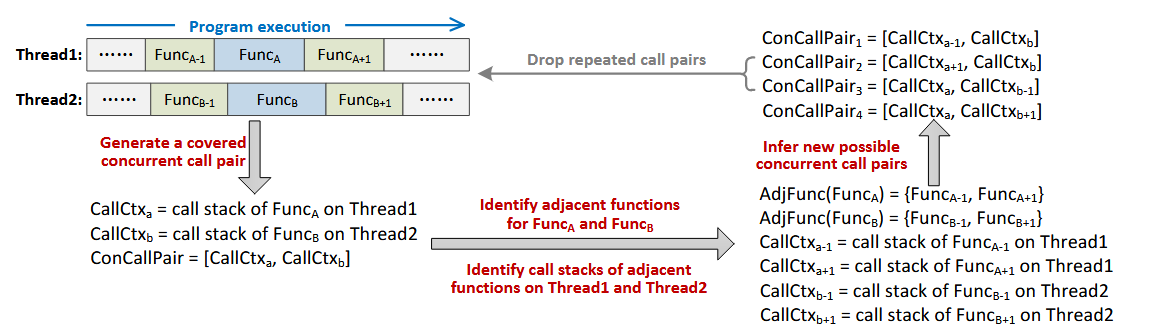 Program execution
Thread1: ...... FuncA-1 FuncA FuncA+1 ......
Thread2: ...... FuncB-1 FuncB FuncB+1 ......
Generate a covered
concurrent call pair
CallCtxa = call stack of FuncA on Thread1
CallCtxb = call stack of FuncB on Thread2
ConCallPair = [CallCtxa, CallCtxb]
Identify adjacent functions
for FuncA and FuncB
Identify call stacks of adjacent
functions on Thread1 and Thread2
AdjFunc(FuncA) = {FuncA-1, FuncA+1}
AdjFunc(FuncB) = {FuncB-1, FuncB+1}
CallCtxa-1 = call stack of FuncA-1 on Thread1
CallCtxa+1 = call stack of FuncA+1 on Thread1
CallCtxb-1 = call stack of FuncB-1 on Thread2
CallCtxb+1 = call stack of FuncB+1 on Thread2
Infer new possible
concurrent call pairs
ConCallPair1 = [CallCtxa-1, CallCtxb]
ConCallPair2 = [CallCtxa+1, CallCtxb]
ConCallPair3 = [CallCtxa, CallCtxb-1]
ConCallPair4 = [CallCtxa, CallCtxb+1]
Drop repeated call pairs